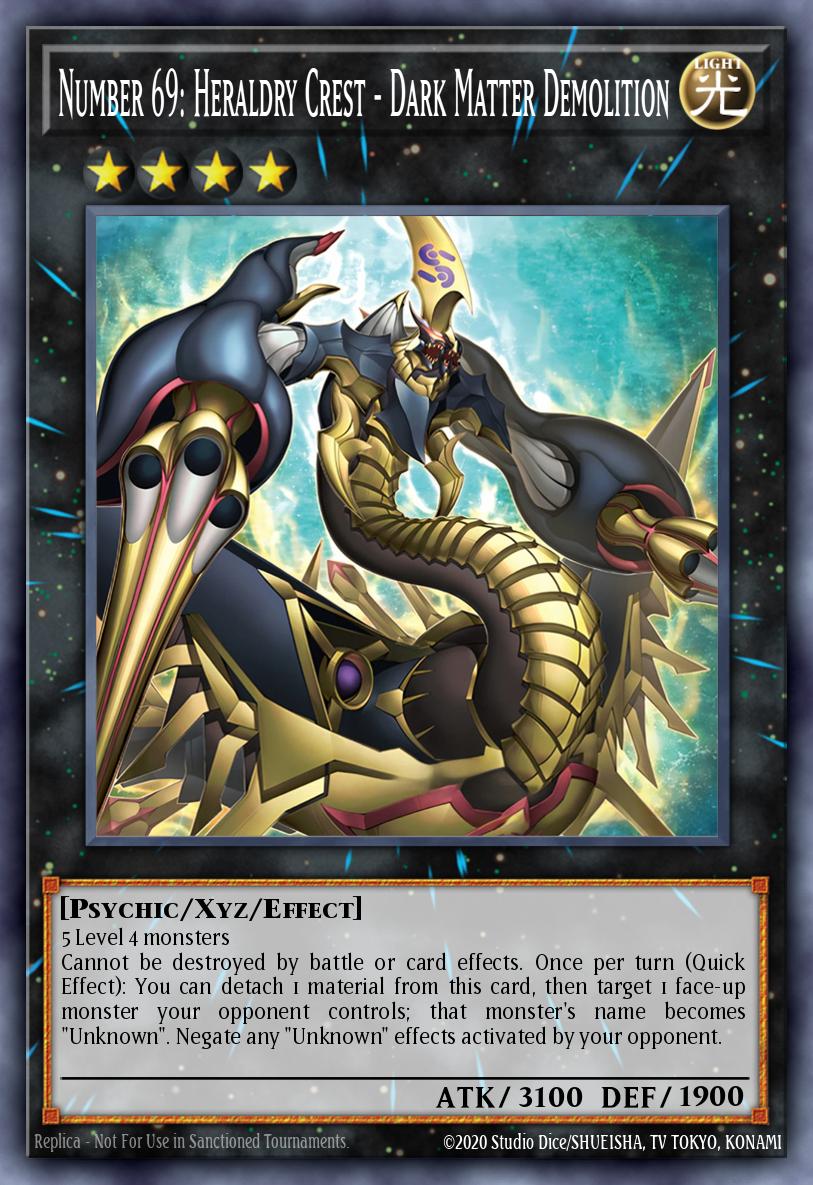 Number 69: Heraldry Crest - Dark Matter Demolition
LIGHT
光
[Psychic/Xyz/Effect]
5 Level 4 monsters
Cannot be destroyed by battle or card effects. Once per turn (Quick
Effect): You can detach 1 material from this card, then target 1 face-up
monster your opponent controls; that monster's name becomes
"Unknown". Negate any "Unknown" effects activated by your opponent.
ATK/ 3100 DEF/ 1900
Replica - Not For Use in Sanctioned Tournaments.
©2020 Studio Dice/SHUEISHA, TV TOKYO, KONAMI